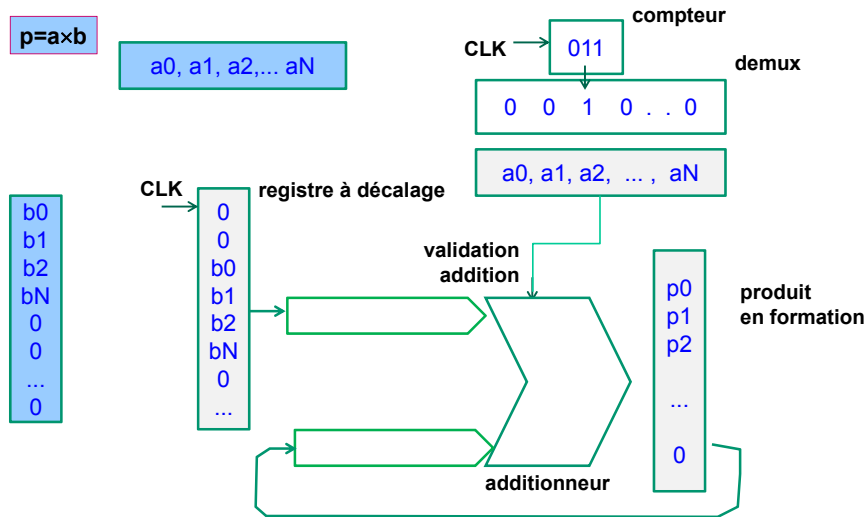 p=a×b
a0, a1, a2,... aN
compteur
CLK
011
demux
0 0 1 0 . . 0
a0, a1, a2, ... , aN
b0
b1
b2
bN
0
0
...
0
CLK
registre à décalage
0
0
b0
b1
b2
bN
0
...
validation
addition
additionneur
p0
p1
p2
...
0
produit
en formation